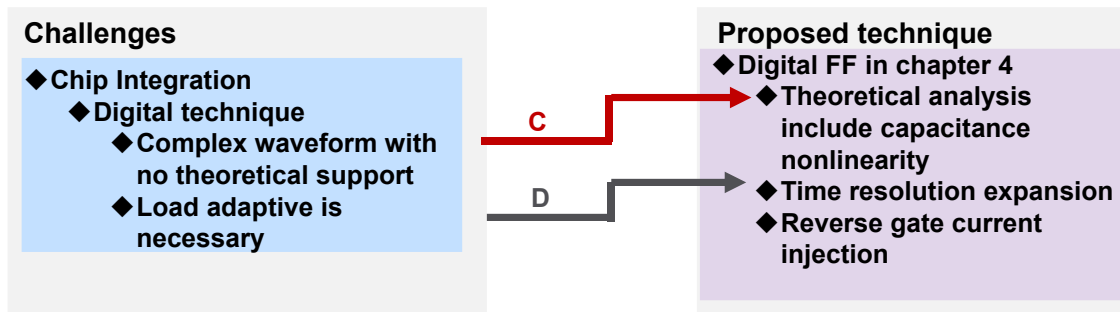 Challenges
◆Chip Integration
◆Digital technique
◆Complex waveform with
no theoretical support
◆Load adaptive is
necessary
C
D
Proposed technique
◆Digital FF in chapter 4
◆Theoretical analysis
include capacitance
nonlinearity
◆Time resolution expansion
◆Reverse gate current
injection